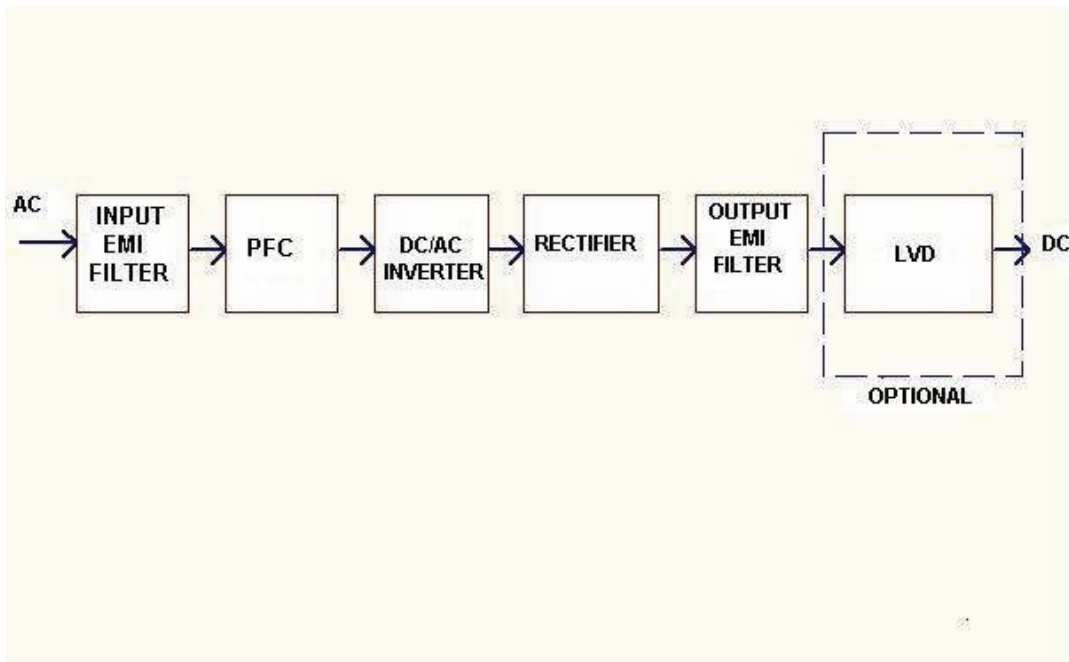 AC
INPUT
EMI
FILTER
PFC
DC/AC
INVERTER
RECTIFIER
OUTPUT
EMI
FILTER
LVD
DC
OPTIONAL